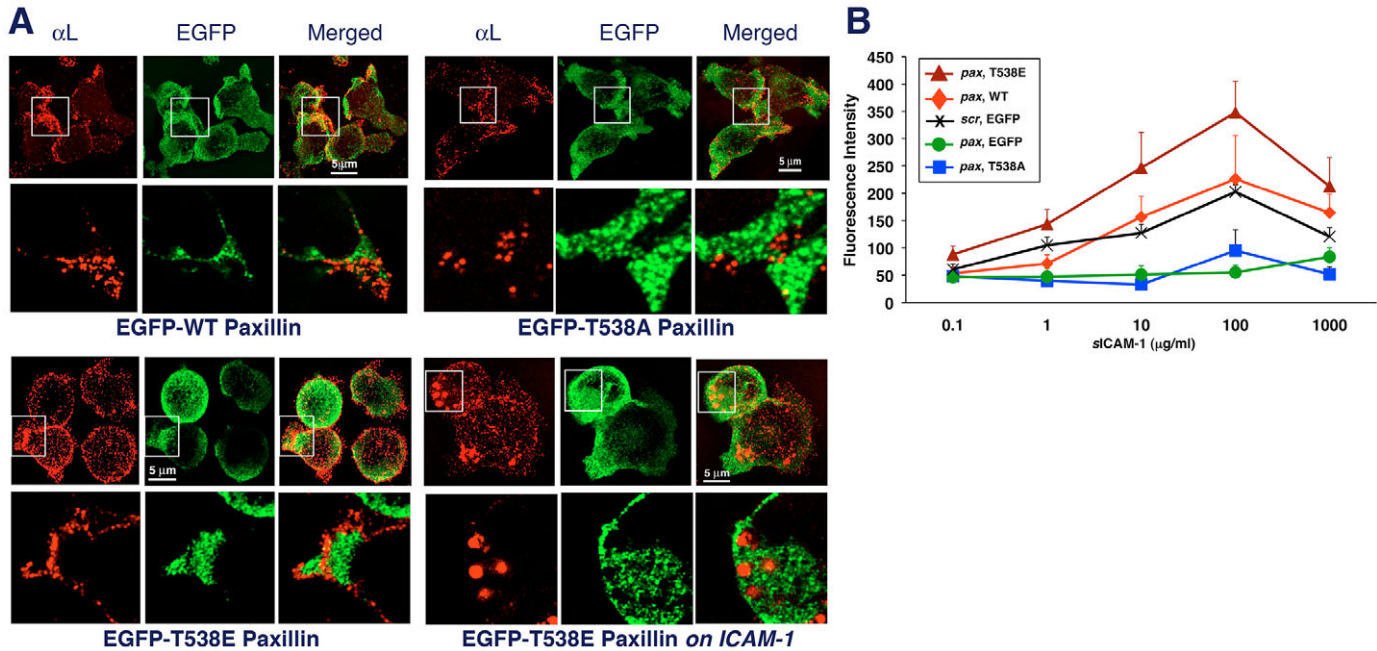 A
αL EGFP Merged αL EGFP Merged
5μm
5 μm
EGFP-WT Paxillin EGFP-T538A Paxillin
5 μm
5 μm
EGFP-T538E Paxillin EGFP-T538E Paxillin on ICAM-1
B
450
400
350
300
250
200
150
100
50
0
Fluorescence Intensity
pax, T538E
pax, WT
scr, EGFP
pax, EGFP
pax, T538A
0.1 1 10 100 1000
sICAM-1 (μg/ml)